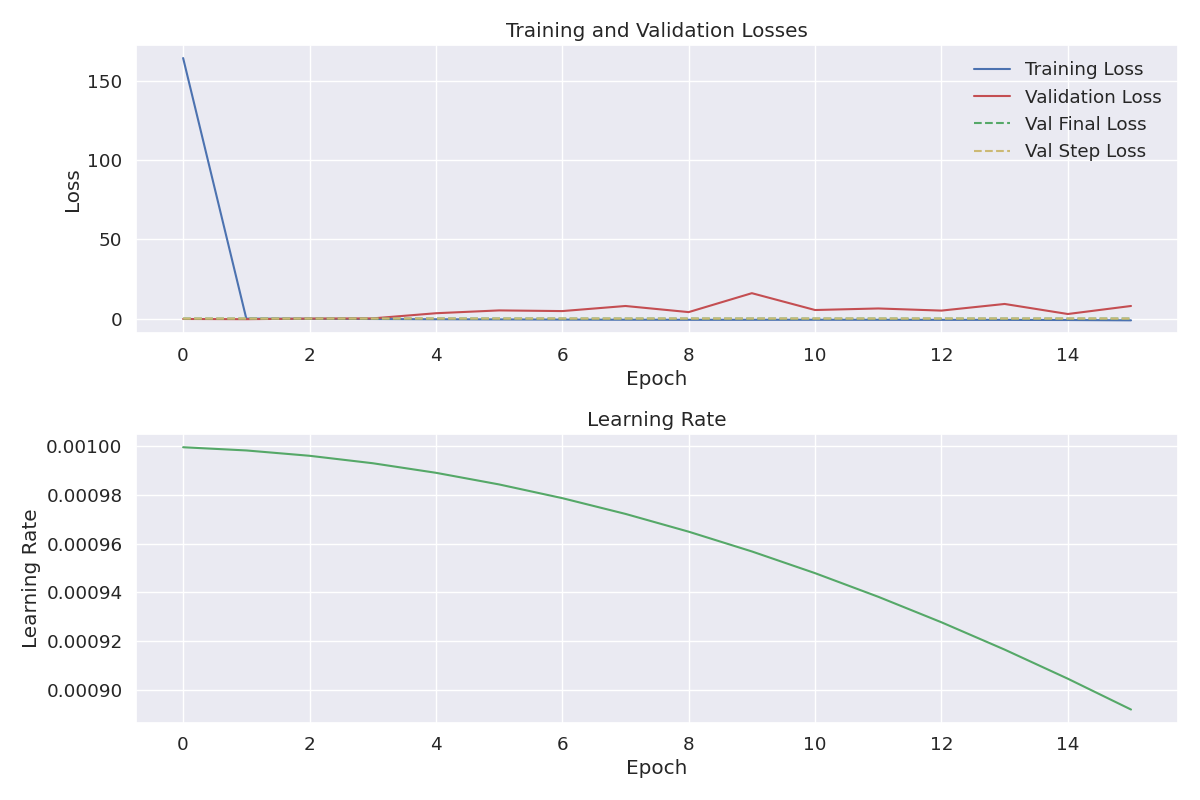 Training and Validation Losses
Training Loss
Validation Loss
Val Final Loss
Val Step Loss
150
100
50
0
Loss
0 2 4 6 8 10 12 14
Epoch
Learning Rate
0.00100
0.00098
0.00096
0.00094
0.00092
0.00090
Learning Rate
0 2 4 6 8 10 12 14
Epoch